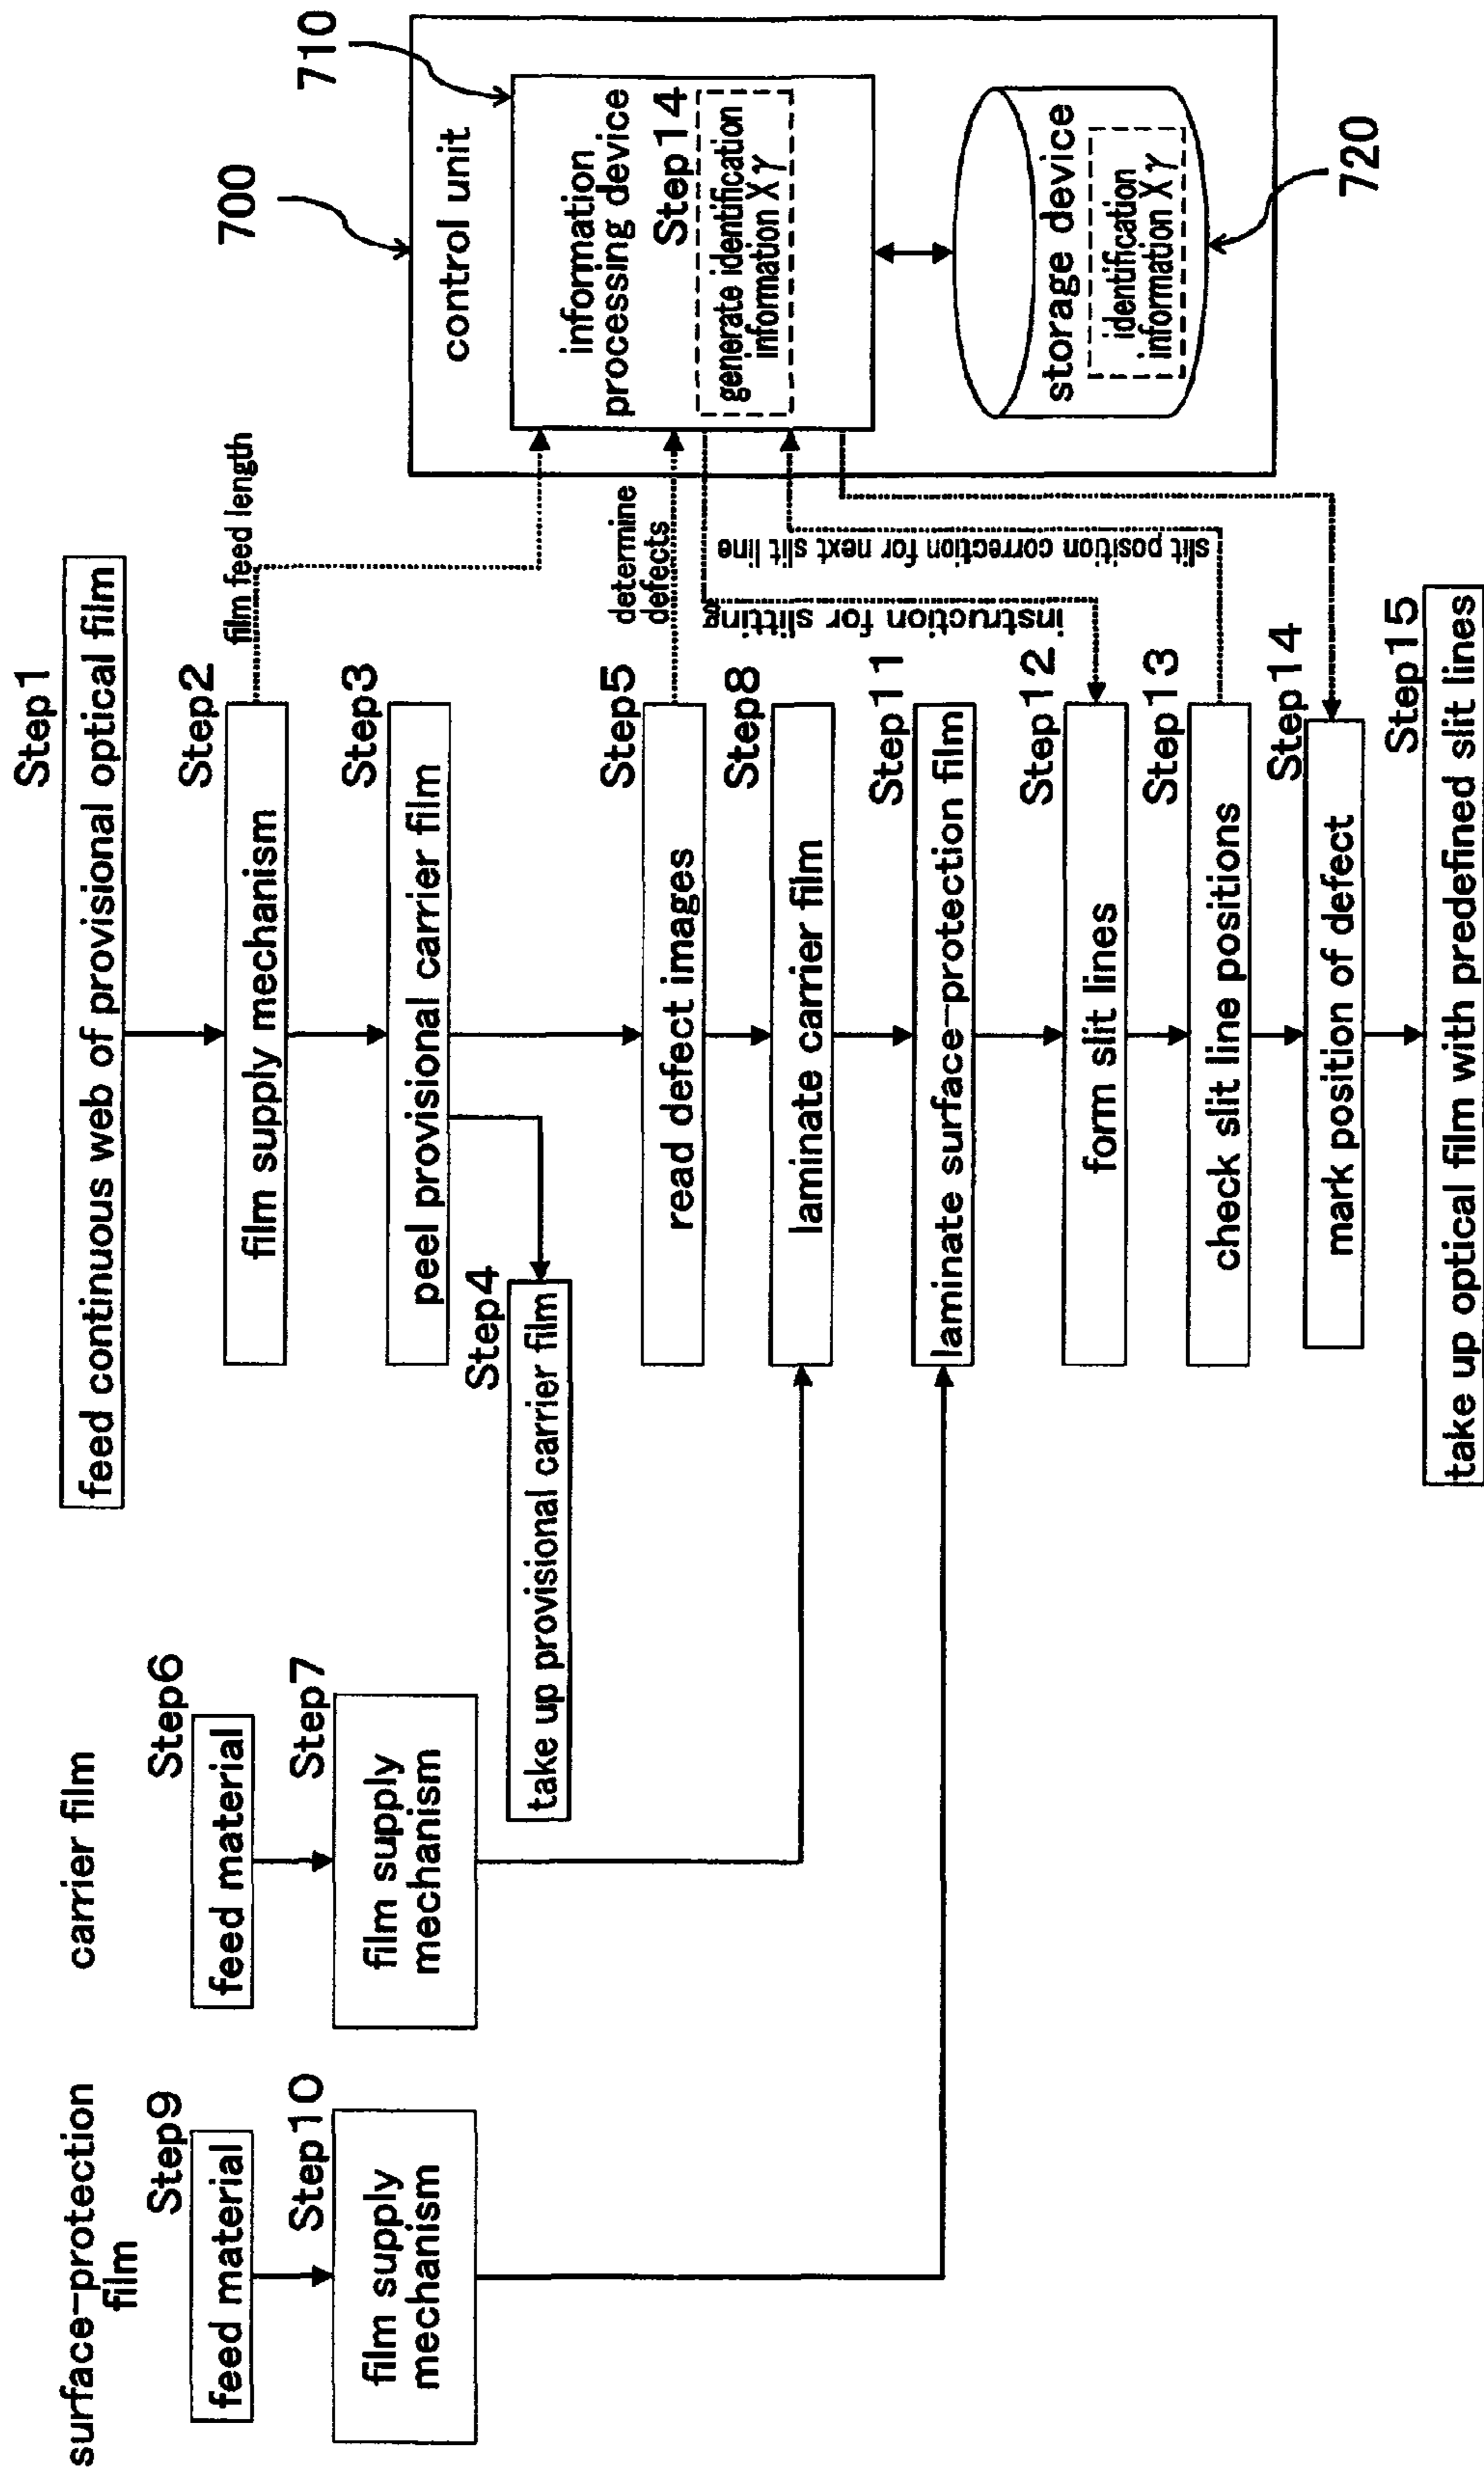 surface-protection
film
carrier film
Step1
feed continuous web of provisional optical film
Step9
feed material
Step6
feed material
Step2
film supply mechanism
film feed length
Step10
film supply
mechanism
Step7
film supply
mechanism
Step3
peel provisional carrier film
Step4
take up provisional carrier film
Step5
read defect images
determine
defects
Step8
laminate carrier film
instruction for slitting
slit position correction for next slit line
Step11
laminate surface-protection film
Step12
form slit lines
Step13
check slit line positions
Step14
mark position of defect
Step15
take up optical film with predefined slit lines
700
control unit
710
information
processing device
Step14
generate identification
information Xγ
storage device
identification
information Xγ
720